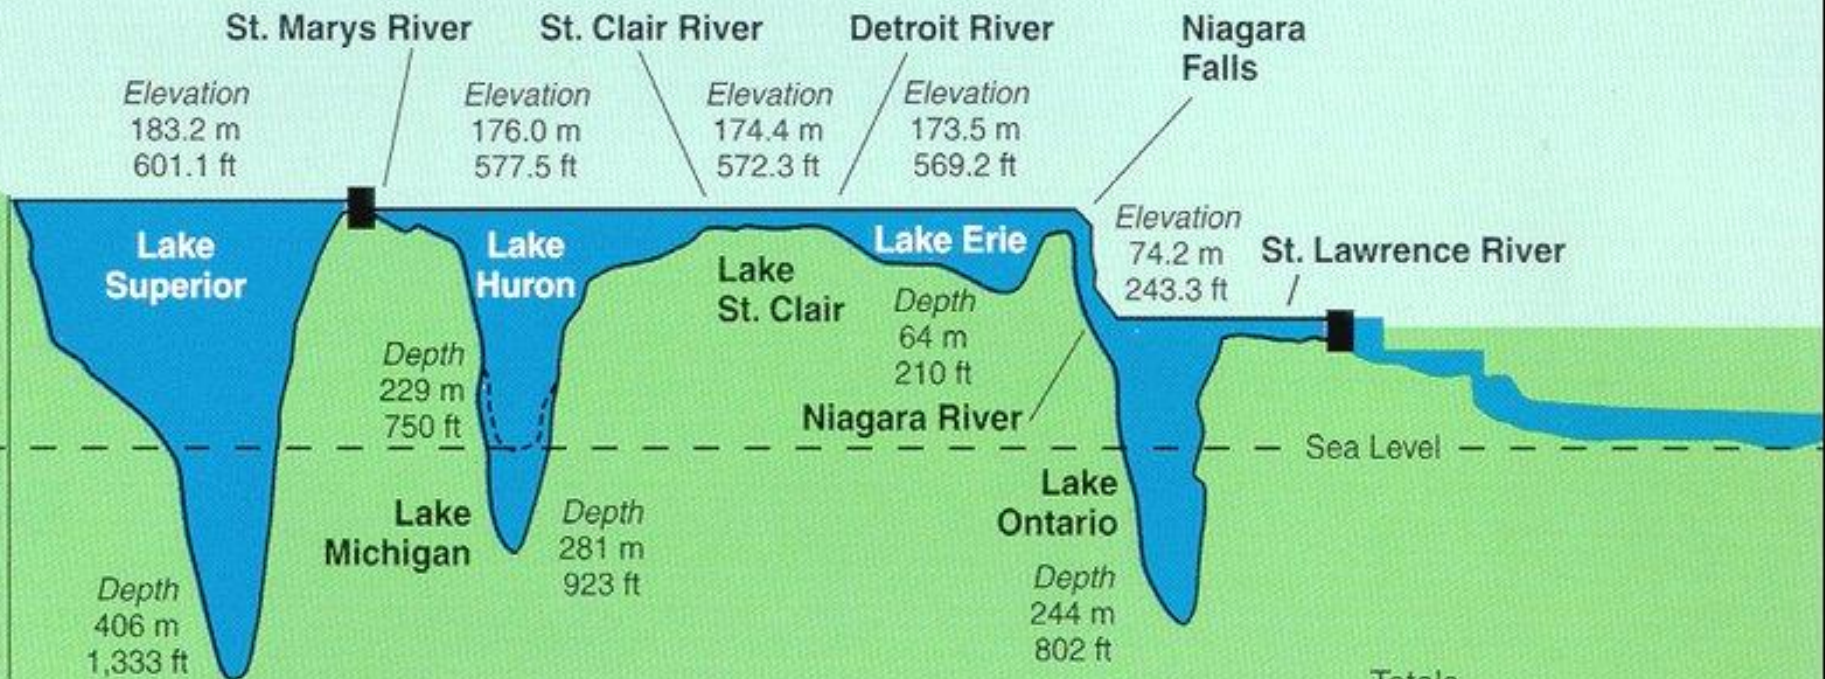 St. Marys River
St. Clair River
Detroit River
Niagara
Falls
Elevation
183.2 m
601.1 ft
Elevation
176.0 m
577.5 ft
Elevation
174.4 m
572.3 ft
Elevation
173.5 m
569.2 ft
Elevation
74.2 m
243.3 ft
St. Lawrence River
Lake
Superior
Lake
Huron
Lake
St. Clair
Lake Erie
Depth
64 m
210 ft
Depth
229 m
750 ft
Niagara River
Sea Level
Lake
Michigan
Depth
281 m
923 ft
Lake
Ontario
Depth
406 m
1,333 ft
Depth
244 m
802 ft